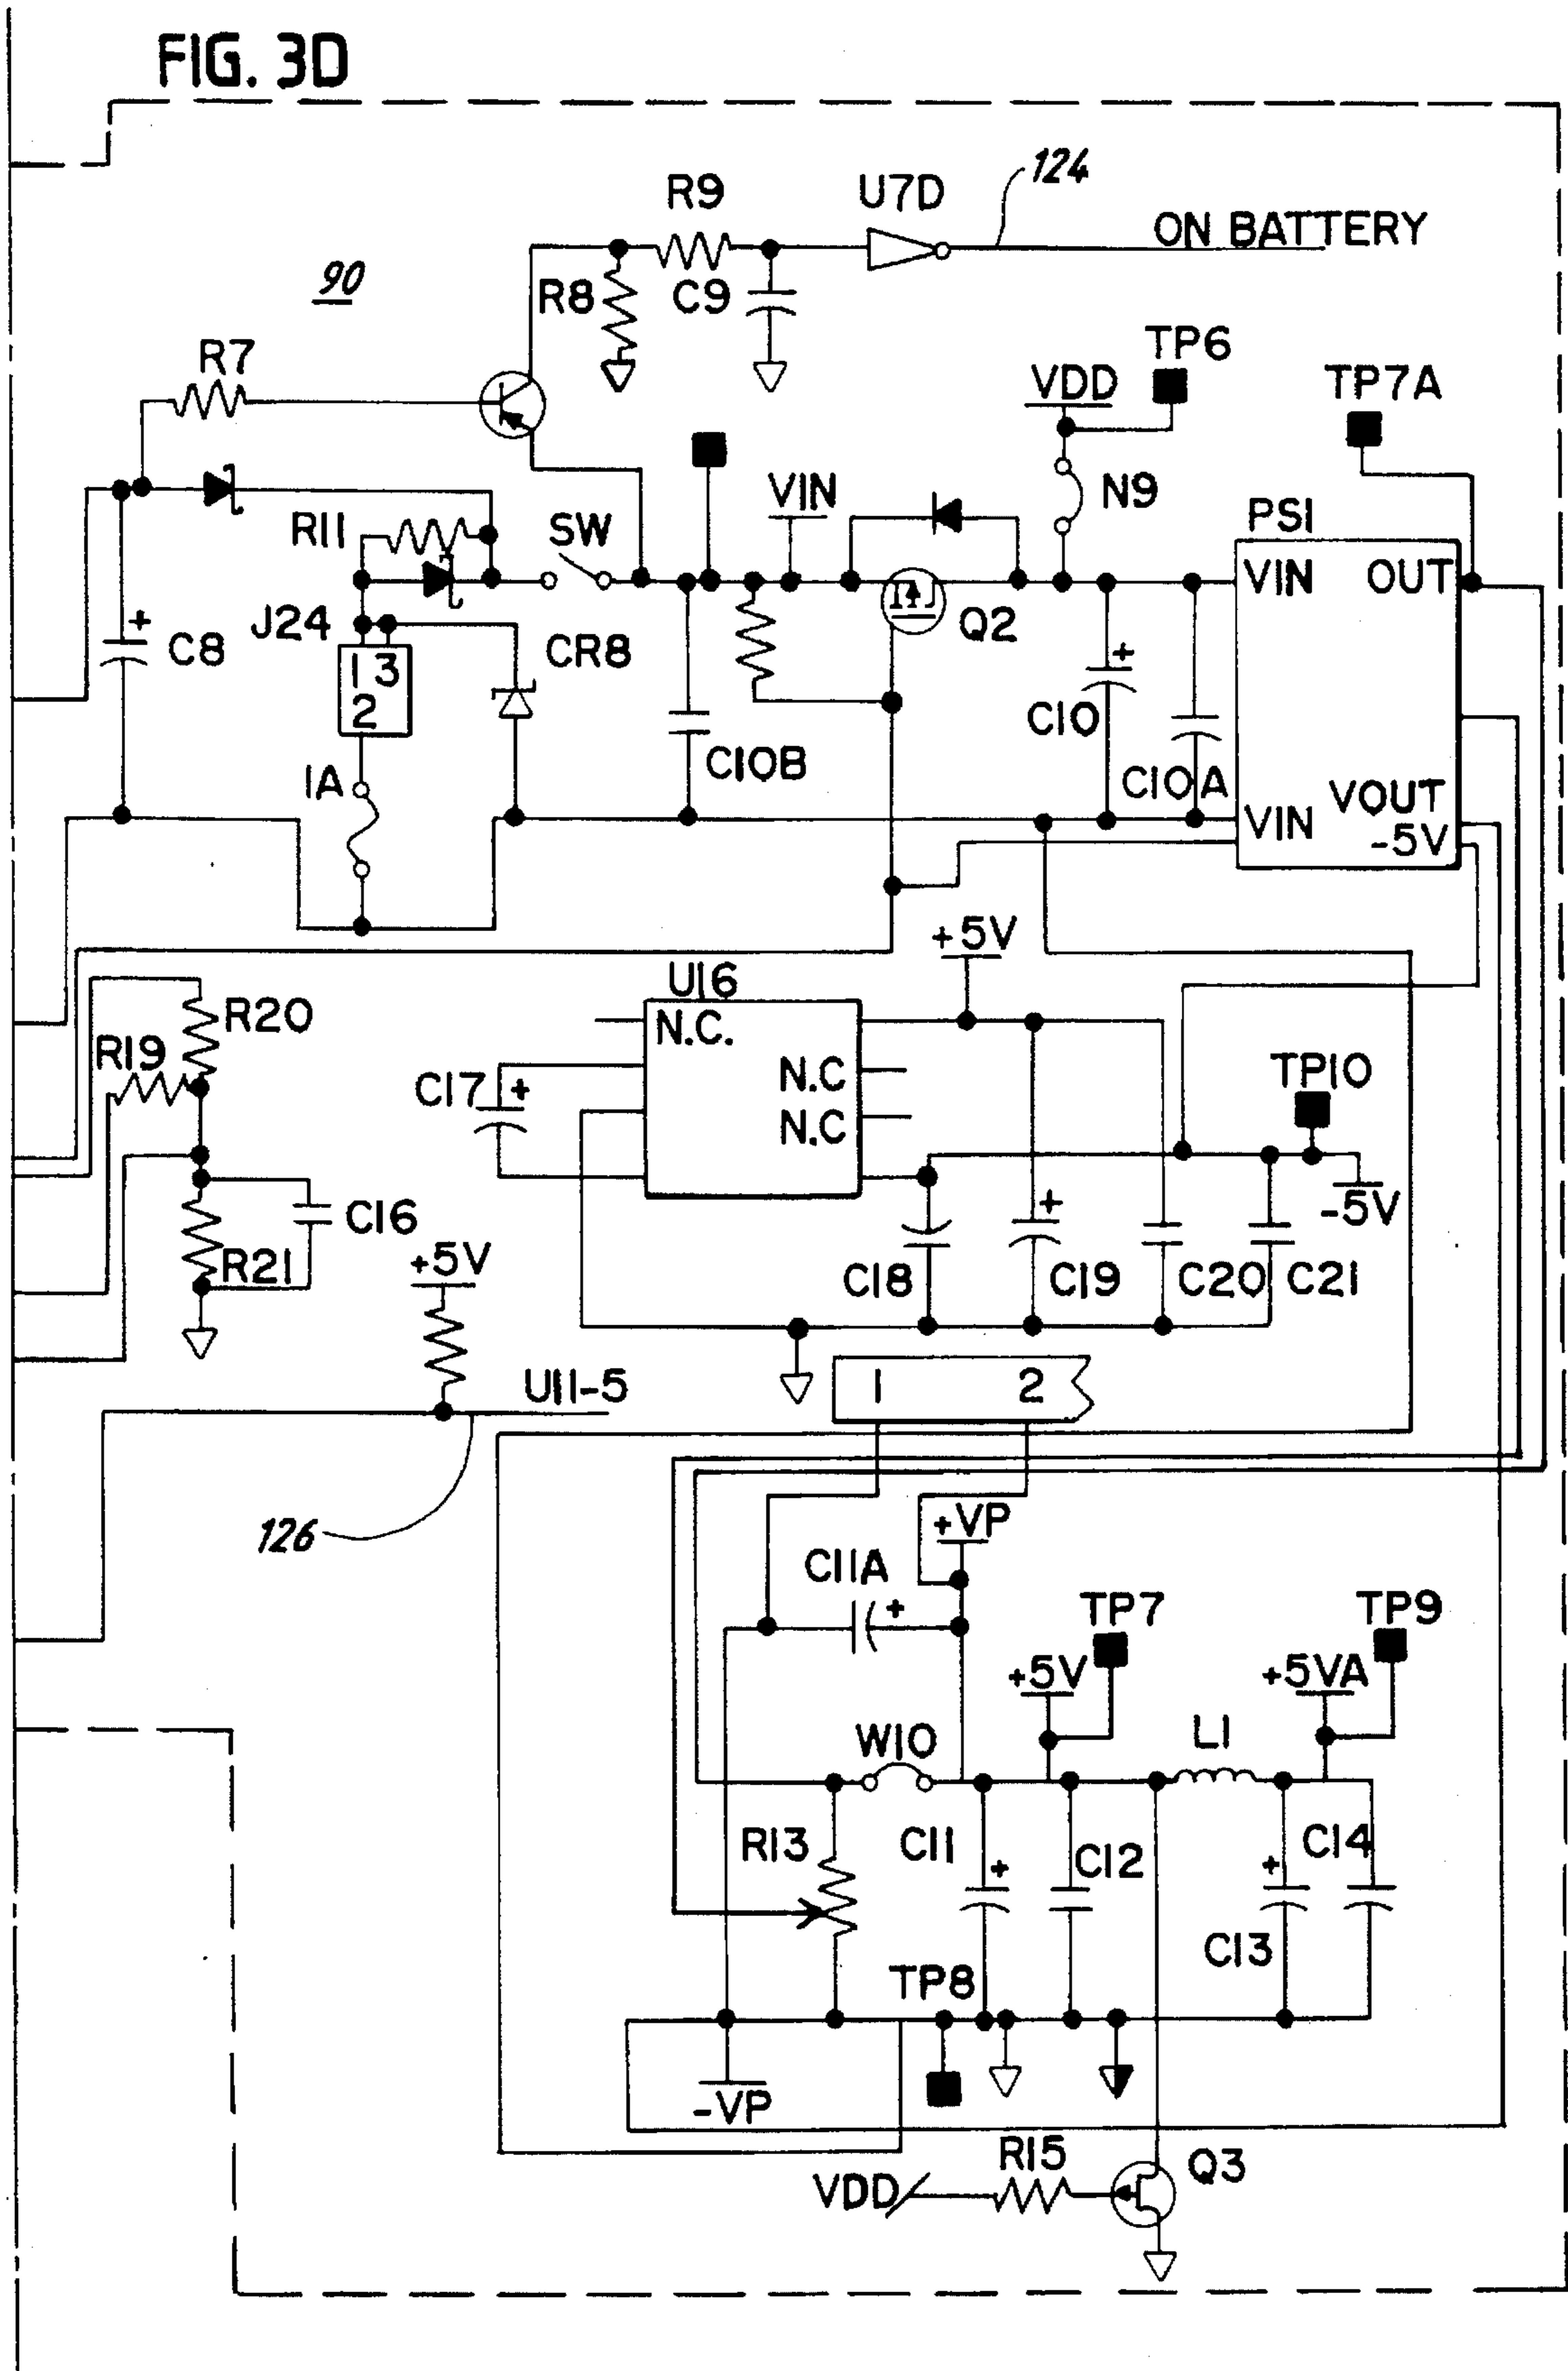 FIG. 3D
124
R9
U7D
ON BATTERY
90
R8
C9
R7
TP6
VDD
TP7A
N9
VIN
R11
SW
PS1
VIN
OUT
Q2
J24
1 3
2
C8
CR8
+
+
C10
C10B
C10A
1A
VOUT
VIN
-5V
+5V
U16
N.C.
R20
R19
N.C
C17
+
TP10
N.C
-5V
C16
+
R21
+5V
C18
C19
C20
C21
U11-5
1
2
126
+VP
C11A
+
TP7
TP9
+5V
+5VA
W10
L1
R13
C11
+
C12
C14
+
C13
TP8
-VP
R15
Q3
VDD